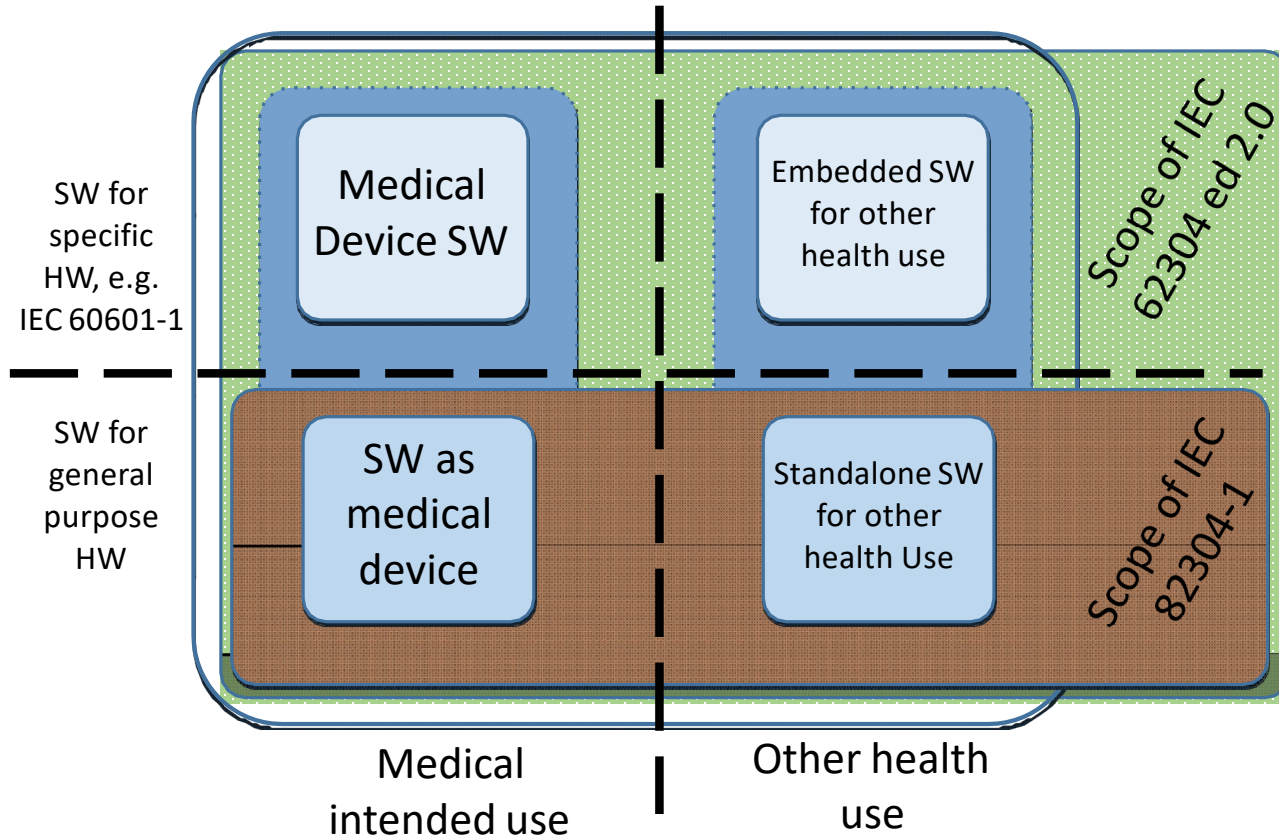 SW for
specific
HW, e.g.
IEC 60601-1
Medical
Device SW
Embedded SW
for other
health use
Scope of IEC
62304 ed 2.0
SW for
general
purpose
HW
SW as
medical
device
Standalone SW
for other
health Use
Scope of IEC
82304-1
Medical
intended use
Other health
use